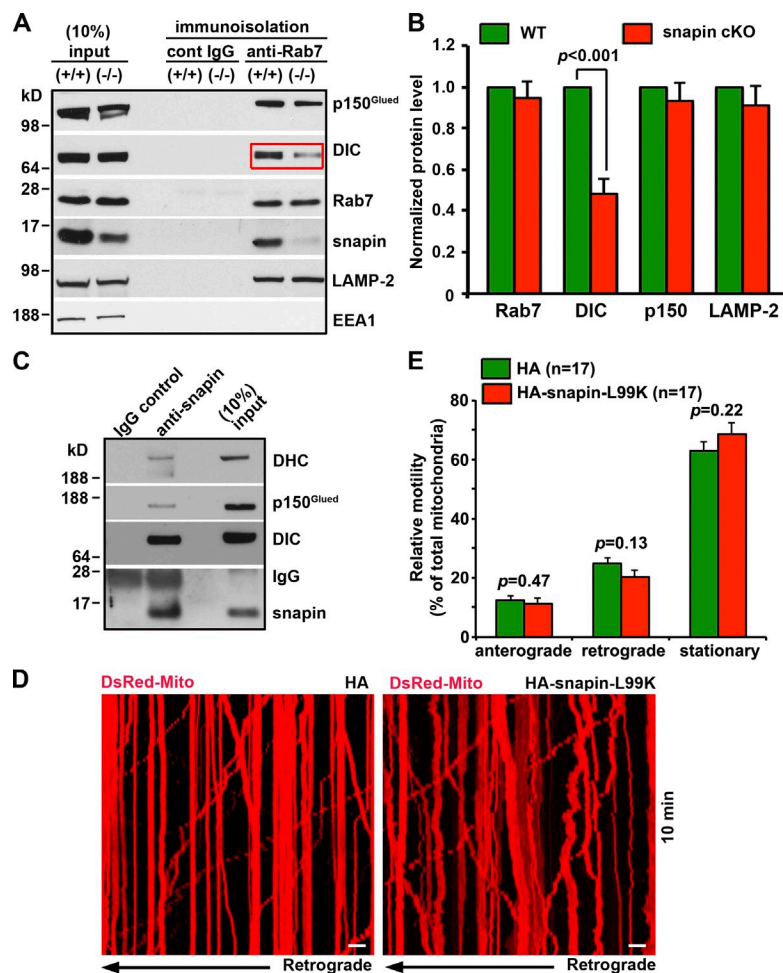 A
(10%)
input
immunoisolation
cont IgG anti-Rab7
(+/+) (-/-) (+/+) (-/-) (+/+) (-/-)
kD
98
64
28
17
98
188
p150Glued
DIC
Rab7
snapin
LAMP-2
EEA1
B
WT snapin cKO
p<0.001
Normalized protein level
1.2
1.0
0.8
0.6
0.4
0.2
0
Rab7 DIC p150 LAMP-2
C
IgG control
anti-snapin
(10%)
input
kD
188
188
64
28
17
DHC
p150Glued
DIC
IgG
snapin
E
HA (n=17)
HA-snapin-L99K (n=17)
Relative motility
(% of total mitochondria)
80
60
40
20
0
p=0.47
p=0.13
p=0.22
anterograde retrograde stationary
D
DsRed-Mito HA
DsRed-Mito HA-snapin-L99K
10 min
Retrograde
Retrograde